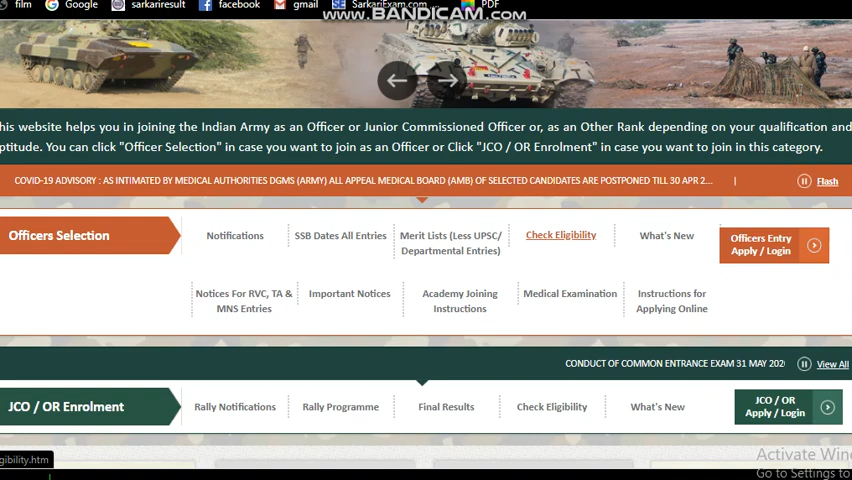 film Google sarkariresult facebook gmail SarkariExam.com PDF
www.BANDICAM.com
his website helps you in joining the Indian Army as an Officer or Junior Commissioned Officer or, as an Other Rank depending on your qualification and
ptitude. You can click "Officer Selection" in case you want to join as an Officer or Click "JCO / OR Enrolment" in case you want to join in this category.
COVID-19 ADVISORY : AS INTIMATED BY MEDICAL AUTHORITIES DGMS (ARMY) ALL APPEAL MEDICAL BOARD (AMB) OF SELECTED CANDIDATES ARE POSTPONED TILL 30 APR 2... | Flash
Officers Selection
Notifications
SSB Dates All Entries
Merit Lists (Less UPSC/
Departmental Entries)
Check Eligibility
What's New
Officers Entry
Apply / Login
Notices For RVC, TA &
MNS Entries
Important Notices
Academy Joining
Instructions
Medical Examination
Instructions for
Applying Online
CONDUCT OF COMMON ENTRANCE EXAM 31 MAY 202 View All
JCO / OR Enrolment
Rally Notifications
Rally Programme
Final Results
Check Eligibility
What's New
JCO / OR
Apply / Login
gibility.htm
Activate Win
Go to Settings to